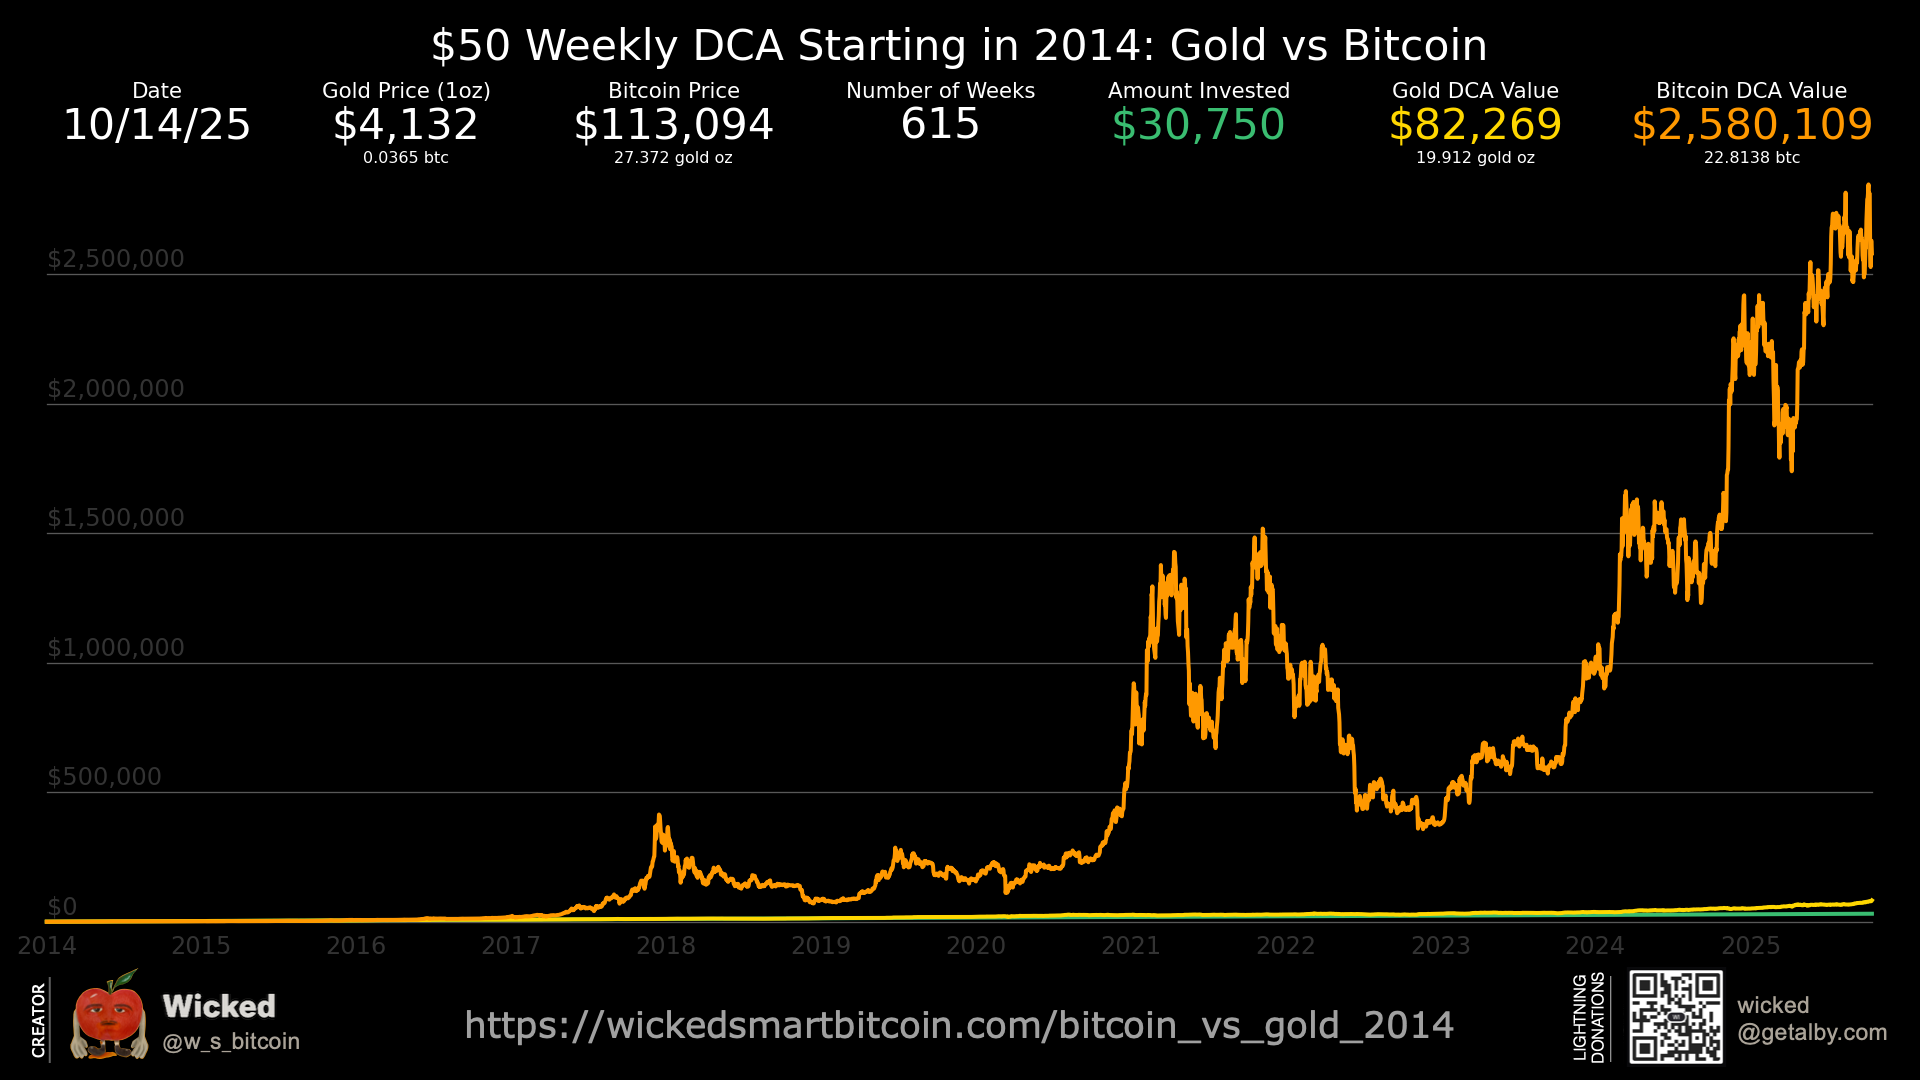 $50 Weekly DCA Starting in 2014: Gold vs Bitcoin
Date
10/14/25
Gold Price (1oz)
$4,132
0.0365 btc
Bitcoin Price
$113,094
27.372 gold oz
Number of Weeks
615
Amount Invested
$30,750
Gold DCA Value
$82,269
19.912 gold oz
Bitcoin DCA Value
$2,580,109
22.8138 btc
$2,500,000
$2,000,000
$1,500,000
$1,000,000
$500,000
$0
2014 2015 2016 2017 2018 2019 2020 2021 2022 2023 2024 2025
CREATOR
Wicked
@w_s_bitcoin
https://wickedsmartbitcoin.com/bitcoin_vs_gold_2014
LIGHTNING
DONATIONS
wicked
@getalby.com